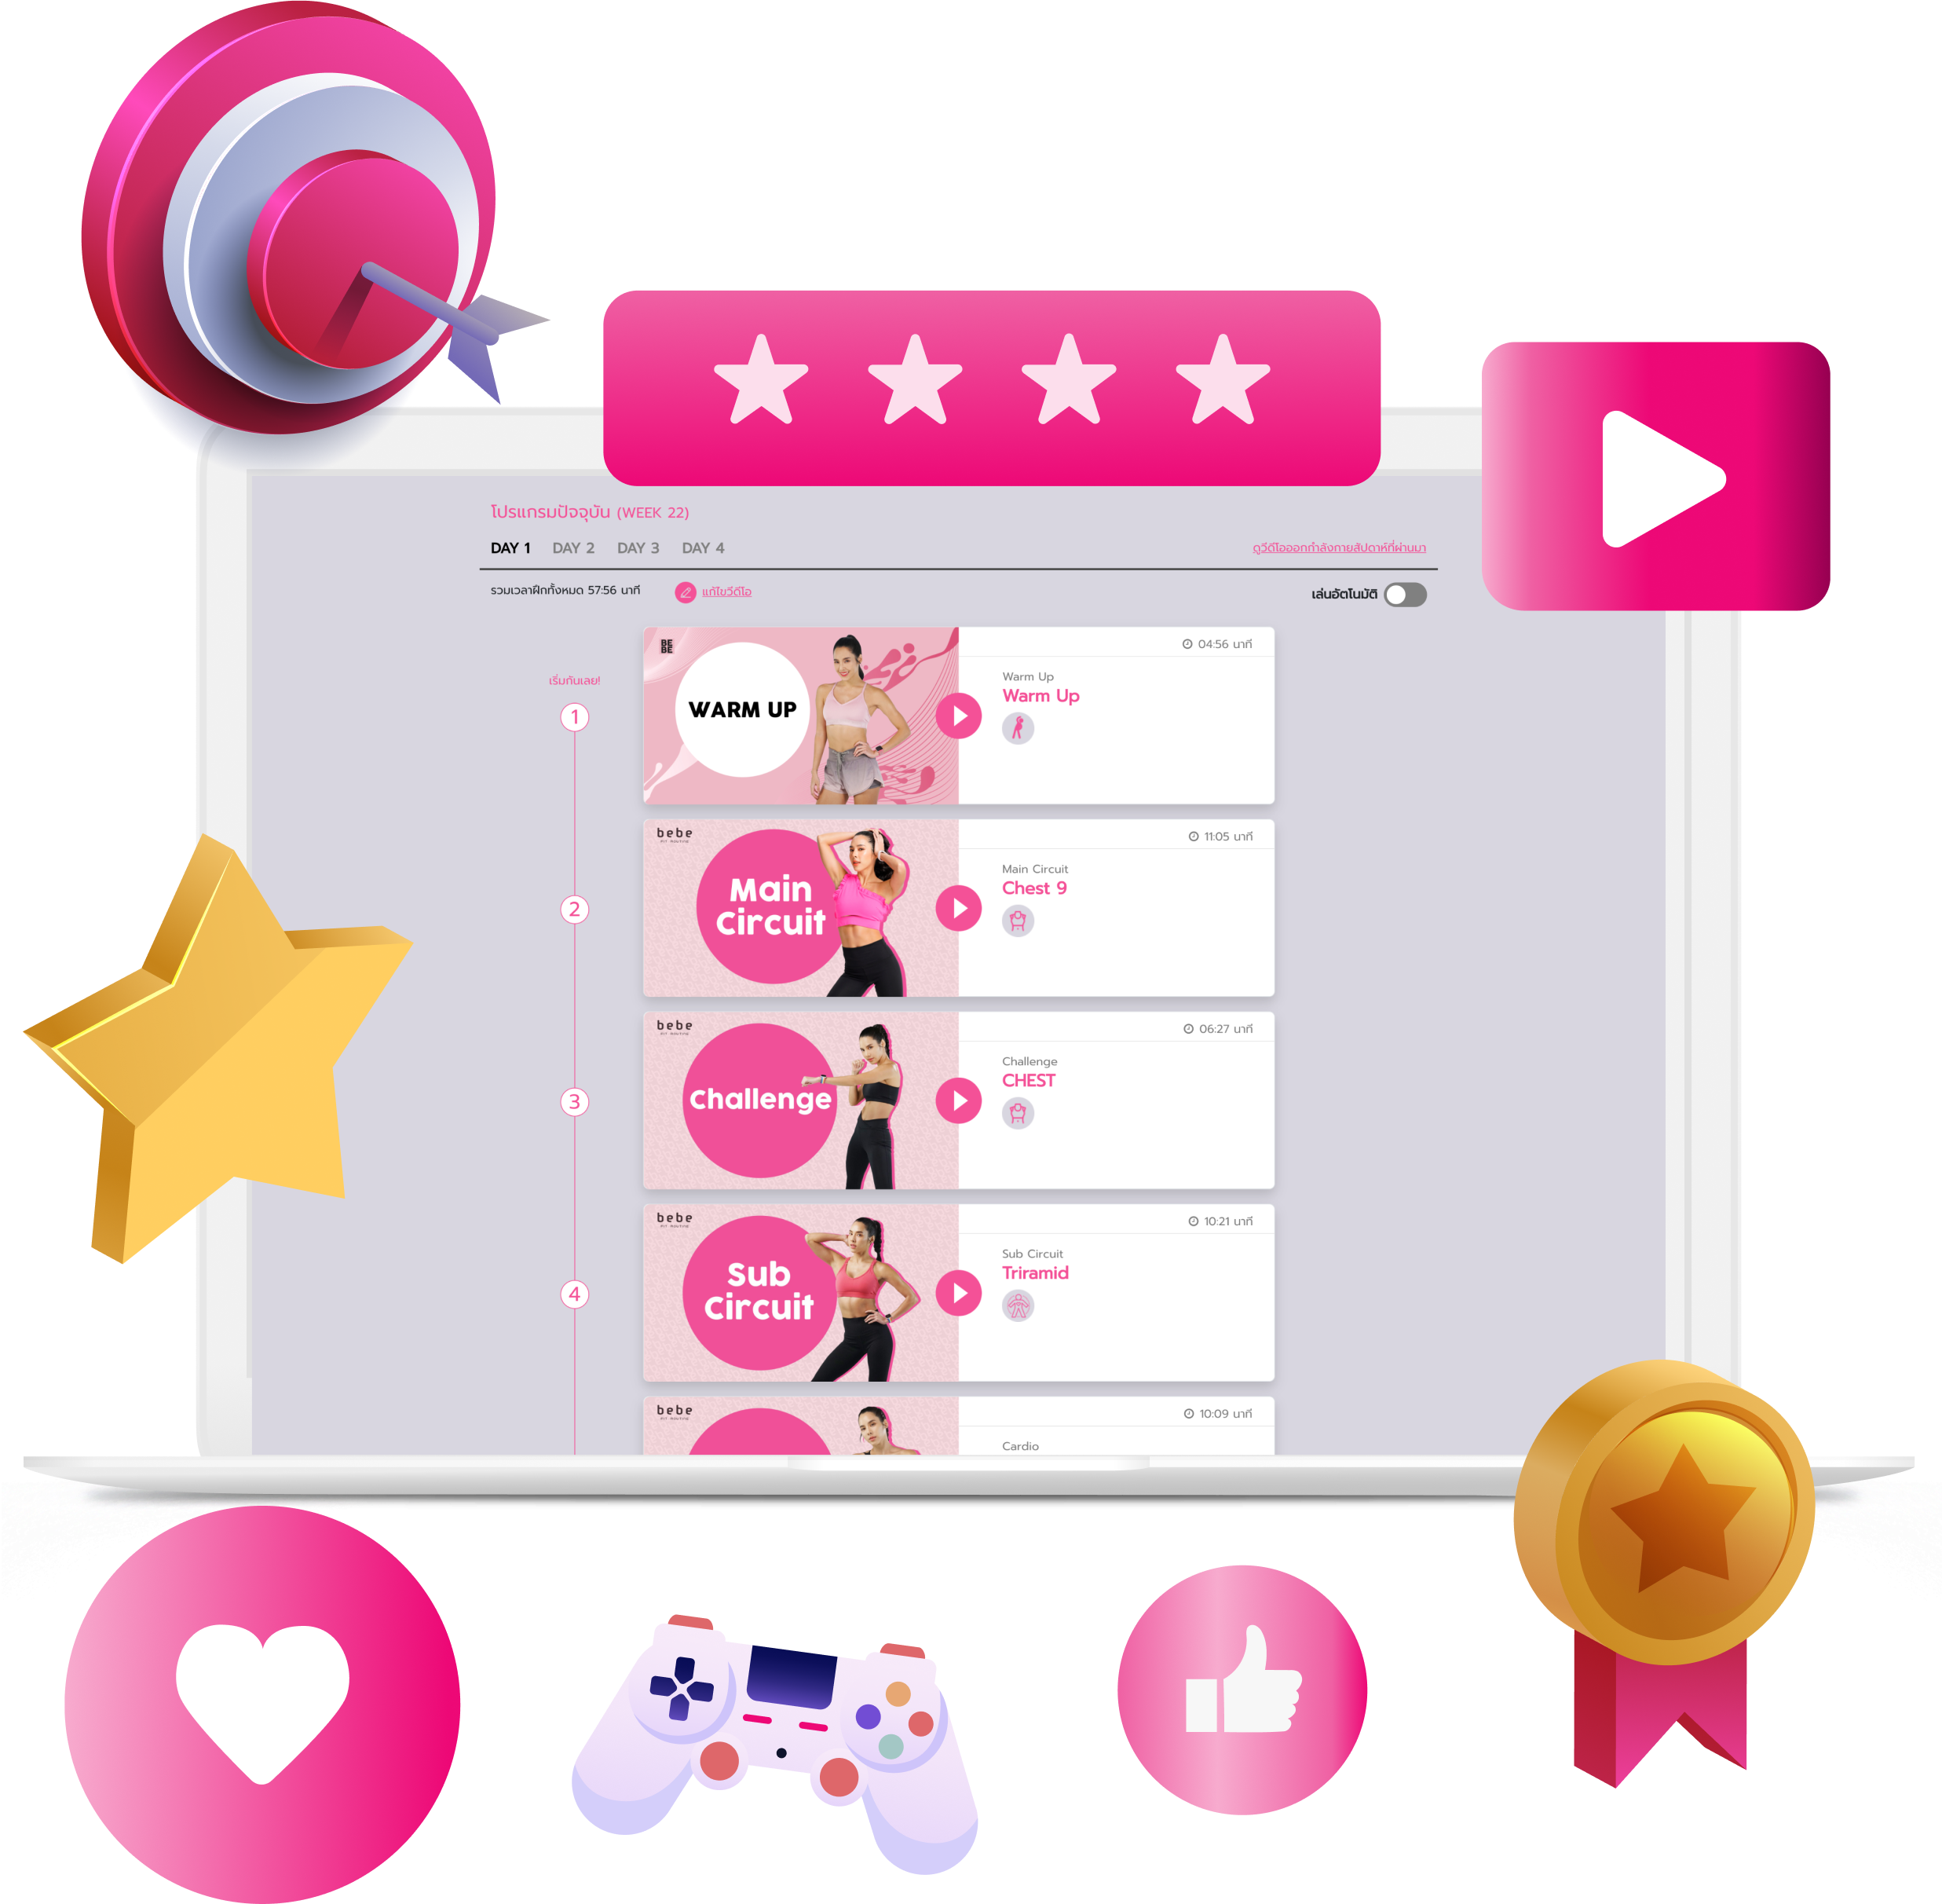 โปรแกรมปัจจุบัน (WEEK 22)
DAY 1 DAY 2 DAY 3 DAY 4
ดูวีดีโอออกกำลังกายสัปดาห์ที่ผ่านมา
รวมเวลาฝึกทั้งหมด 57:56 นาที
แก้ไขวีดีโอ
เล่นอัตโนมัติ
เริ่มกันเลย!
1
BE
BE
WARM UP
04:56 นาที
Warm Up
Warm Up
2
bebe
Main
Circuit
11:05 นาที
Main Circuit
Chest 9
3
bebe
Challenge
06:27 นาที
Challenge
CHEST
4
bebe
Sub
Circuit
10:21 นาที
Sub Circuit
Triramid
bebe
10:09 นาที
Cardio